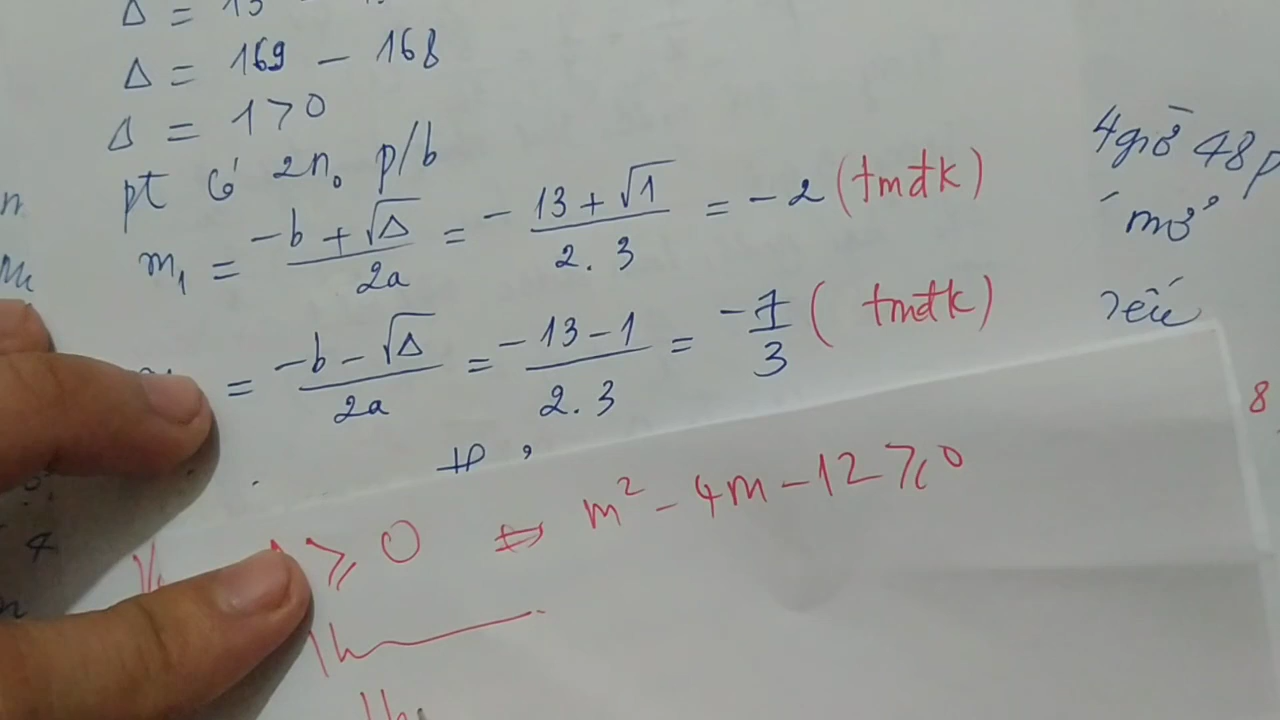 Δ = 13
Δ = 169 - 168
Δ = 1 > 0
pt có 2n₀ p/b
m₁ = (-b + √Δ)/2a = (-13 + √1)/2.3 = -2 (tmđk)
= (-b - √Δ)/2a = (-13 - 1)/2.3 = -7/3 (tmđk)
4giờ 48p
mở
≥ 0 ⇔ m² - 4m - 12 ≥ 0
8